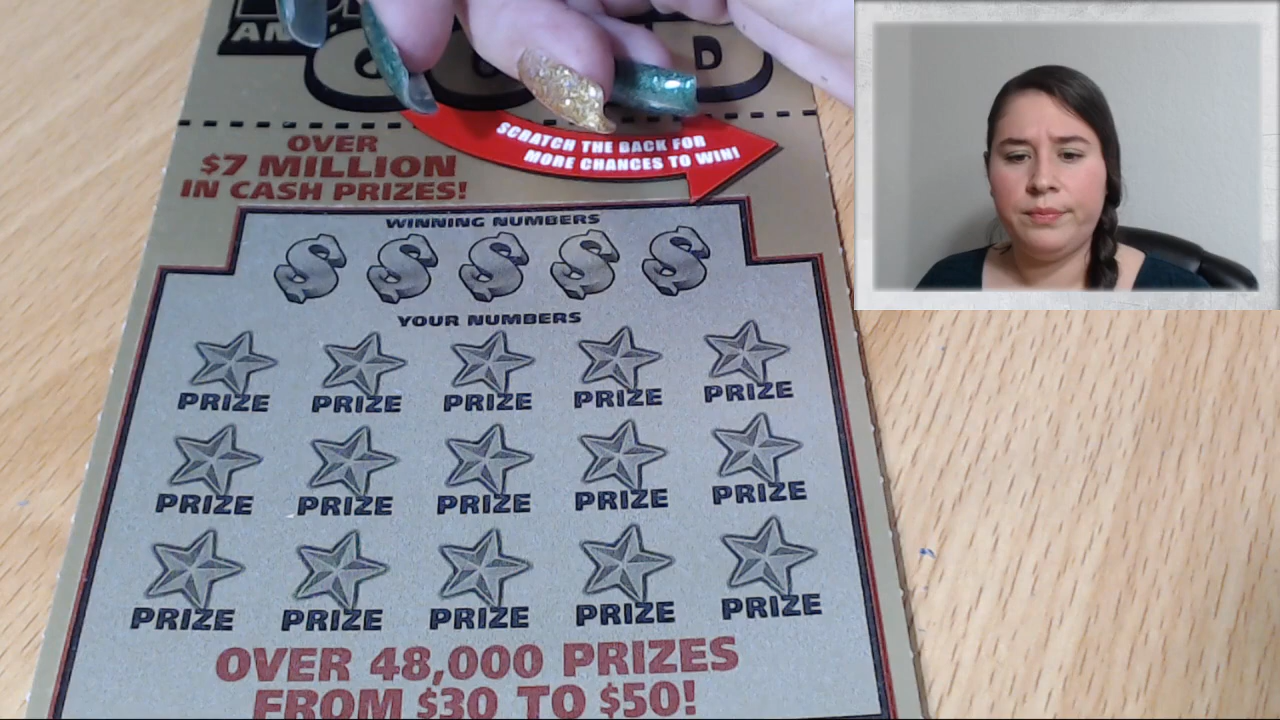 OVER
$7 MILLION
IN CASH PRIZES!
SCRATCH THE BACK FOR
MORE CHANCES TO WIN!
WINNING NUMBERS
$ $ $ $ $
YOUR NUMBERS
PRIZE PRIZE PRIZE PRIZE PRIZE
PRIZE PRIZE PRIZE PRIZE PRIZE
PRIZE PRIZE PRIZE PRIZE PRIZE
OVER 48,000 PRIZES
FROM $30 TO $50!